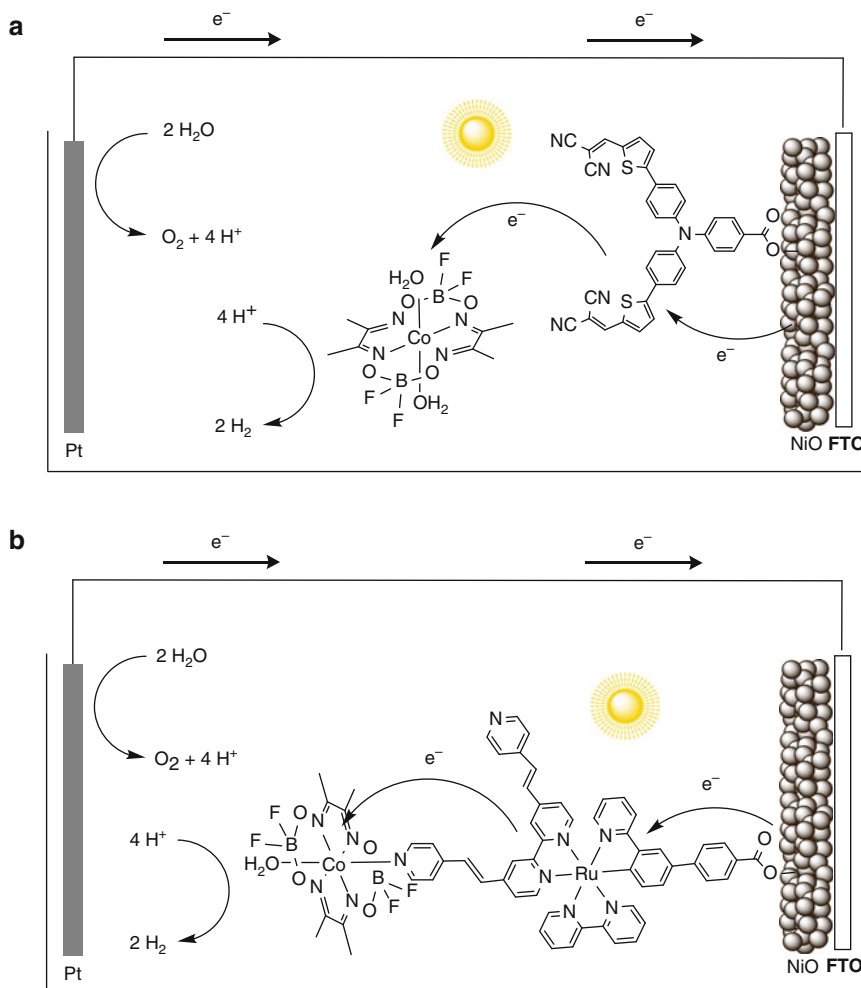 a
e⁻ e⁻
2 H₂O
NC
CN
S
O₂ + 4 H⁺
e⁻
N
O
O
F
F
H₂O
O
B
O
4 H⁺
N
N
CN
NC
S
Co
N
N
e⁻
O
B
O
F
F
OH₂
2 H₂
Pt
NiO FTO
b
e⁻ e⁻
2 H₂O
N
O₂ + 4 H⁺
e⁻
e⁻
F
O
N
N
O
4 H⁺
F
B
N
N
O
H₂O
Co
N
N
Ru
O
O
N
B
F
N
O
F
N
N
2 H₂
Pt
NiO FTO